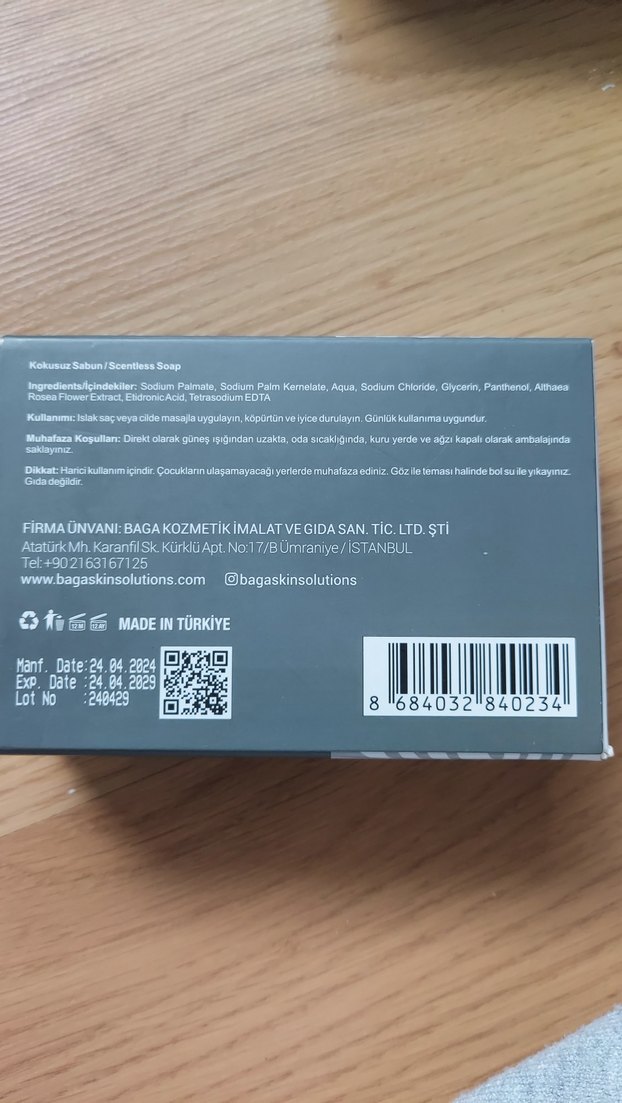 Kokusuz Sabun / Scentless Soap
Ingredients/İçindekiler: Sodium Palmate, Sodium Palm Kernelate, Aqua, Sodium Chloride, Glycerin, Panthenol, Althaea
Rosea Flower Extract, Etidronic Acid, Tetrasodium EDTA
Kullanımı: Islak saç veya cilde masajla uygulayın, köpürtün ve iyice durulayın. Günlük kullanıma uygundur.
Muhafaza Koşulları: Direkt olarak güneş ışığından uzakta, oda sıcaklığında, kuru yerde ve ağzı kapalı olarak ambalajında
saklayınız.
Dikkat: Harici kullanım içindir. Çocukların ulaşamayacağı yerlerde muhafaza ediniz. Göz ile teması halinde bol su ile yıkayınız.
Gıda değildir.
FİRMA ÜNVANI: BAGA KOZMETİK İMALAT VE GIDA SAN. TİC. LTD. ŞTİ
Atatürk Mh. Karanfil Sk. Kürklü Apt. No:17/B Ümraniye / İSTANBUL
Tel: +902163167125
www.bagaskinsolutions.com bagaskinsolutions
12 M 12 AY MADE IN TÜRKİYE
Manf. Date:24.04.2024
Exp. Date :24.04.2029
Lot No :240429
8 684032 840234